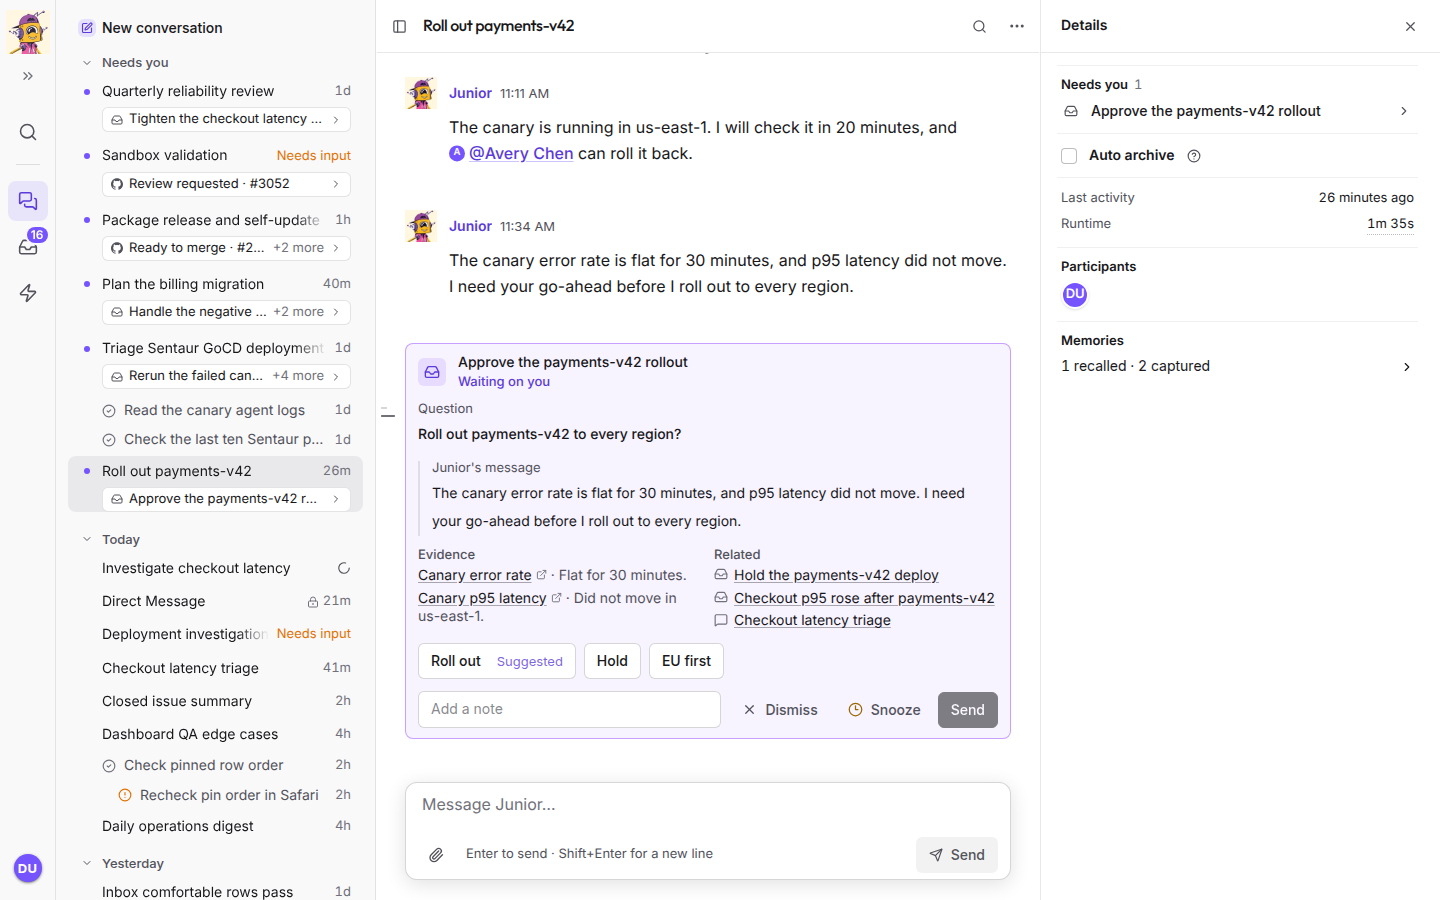 New conversation
Needs you
Quarterly reliability review 1d
Tighten the checkout latency ...
Sandbox validation Needs input
Review requested · #3052
Package release and self-update 1h
Ready to merge · #2... +2 more
16
Plan the billing migration 40m
Handle the negative ... +2 more
Triage Sentaur GoCD deployment 1d
Rerun the failed can... +4 more
Read the canary agent logs 1d
Check the last ten Sentaur p... 1d
Roll out payments-v42 26m
Approve the payments-v42 r...
Today
Investigate checkout latency
Direct Message 21m
Deployment investigation Needs input
Checkout latency triage 41m
Closed issue summary 2h
Dashboard QA edge cases 4h
Check pinned row order 2h
Recheck pin order in Safari 2h
Daily operations digest 4h
Yesterday
Inbox comfortable rows pass 1d
DU
Roll out payments-v42
Junior 11:11 AM
The canary is running in us-east-1. I will check it in 20 minutes, and
A @Avery Chen can roll it back.
Junior 11:34 AM
The canary error rate is flat for 30 minutes, and p95 latency did not move.
I need your go-ahead before I roll out to every region.
Approve the payments-v42 rollout
Waiting on you
Question
Roll out payments-v42 to every region?
Junior's message
The canary error rate is flat for 30 minutes, and p95 latency did not move. I need
your go-ahead before I roll out to every region.
Evidence
Canary error rate · Flat for 30 minutes.
Canary p95 latency · Did not move in
us-east-1.
Related
Hold the payments-v42 deploy
Checkout p95 rose after payments-v42
Checkout latency triage
Roll out Suggested Hold EU first
Add a note Dismiss Snooze Send
Message Junior...
Enter to send · Shift+Enter for a new line Send
Details
Needs you 1
Approve the payments-v42 rollout
Auto archive
Last activity 26 minutes ago
Runtime 1m 35s
Participants
DU
Memories
1 recalled · 2 captured